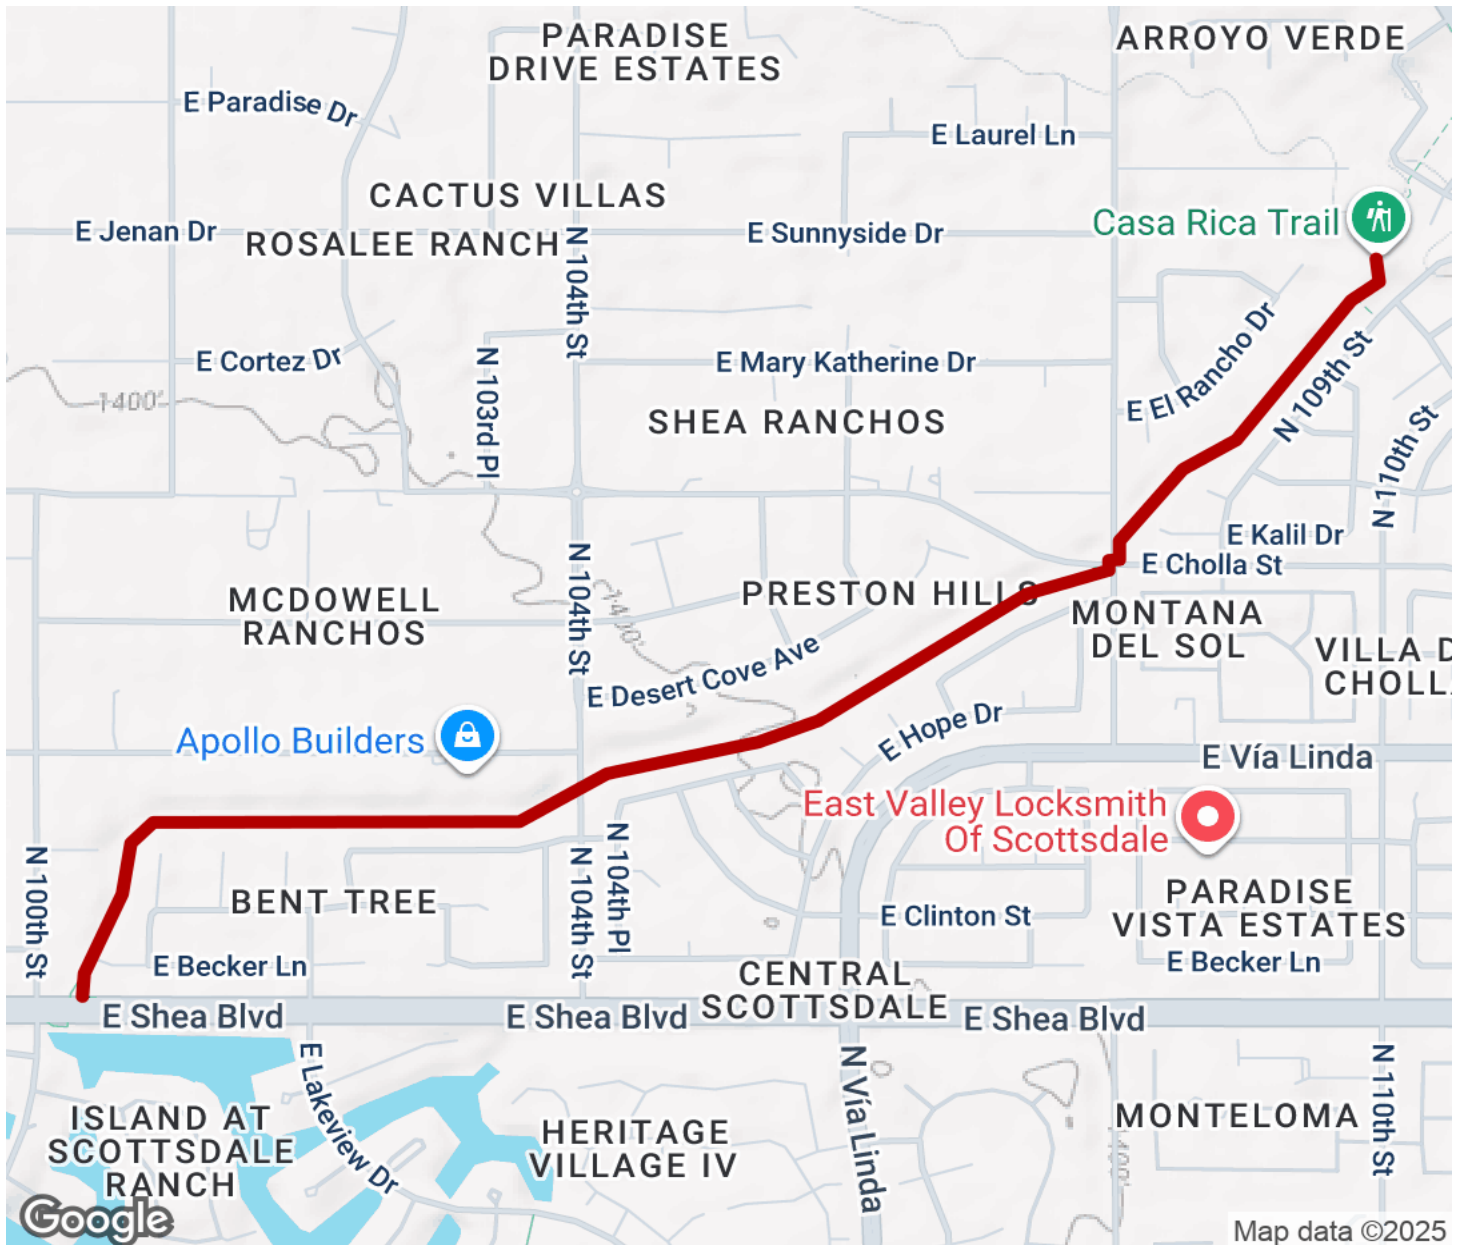 PARADISE
DRIVE ESTATES
ARROYO VERDE
E Paradise Dr
E Laurel Ln
CACTUS VILLAS
Casa Rica Trail
E Jenan Dr
ROSALEE RANCH
N 104th St
E Sunnyside Dr
E El Rancho Dr
E Cortez Dr
N 103rd Pl
E Mary Katherine Dr
N 109th St
1400'
SHEA RANCHOS
N 110th St
E Kalil Dr
E Cholla St
N 104th St
1400'
MCDOWELL
RANCHOS
PRESTON HILLS
MONTANA
DEL SOL
VILLA D
CHOLL
E Desert Cove Ave
Apollo Builders
E Hope Dr
E Vía Linda
East Valley Locksmith
Of Scottsdale
N 100th St
N 104th St
N 104th Pl
BENT TREE
E Clinton St
PARADISE
VISTA ESTATES
E Becker Ln
CENTRAL
SCOTTSDALE
E Becker Ln
E Shea Blvd
E Shea Blvd
E Shea Blvd
E Lakeview Dr
N Vía Linda
1400'
N 110th St
ISLAND AT
SCOTTSDALE
RANCH
HERITAGE
VILLAGE IV
MONTELOMA
Google
Map data ©2025